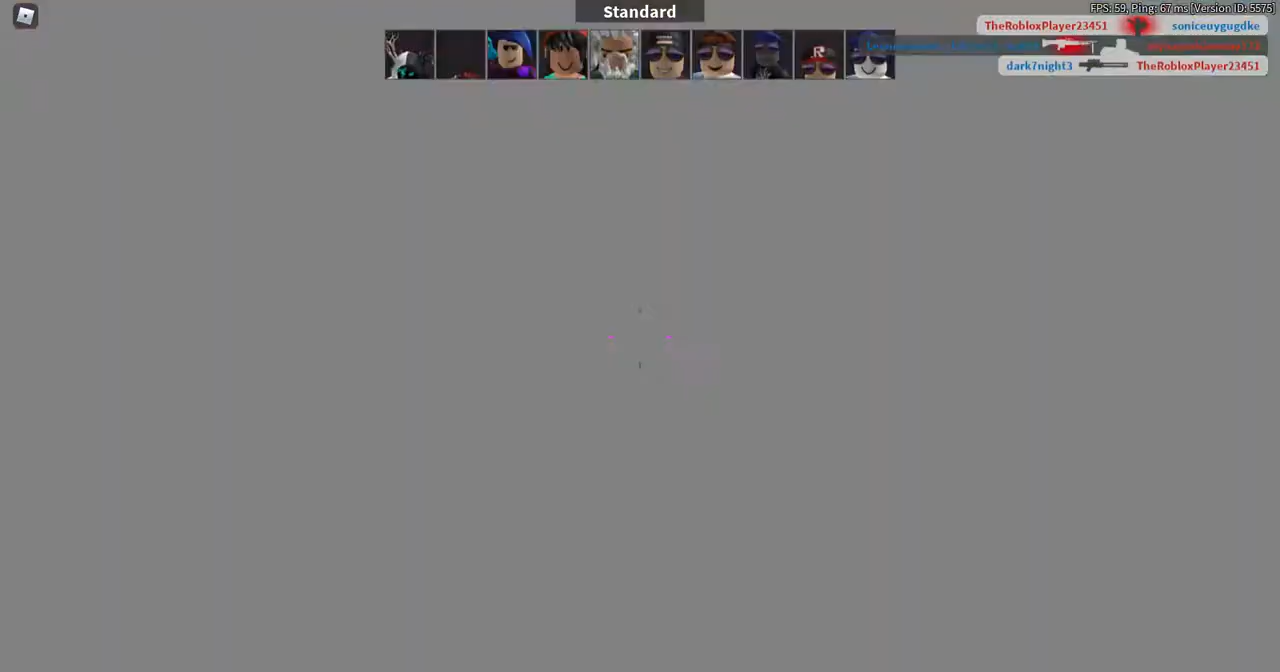 Standard
FPS: 59, Ping: 67 ms [Version ID: 5575]
TheRobloxPlayer23451 soniceuygugdke
dark7night3 TheRobloxPlayer23451
R